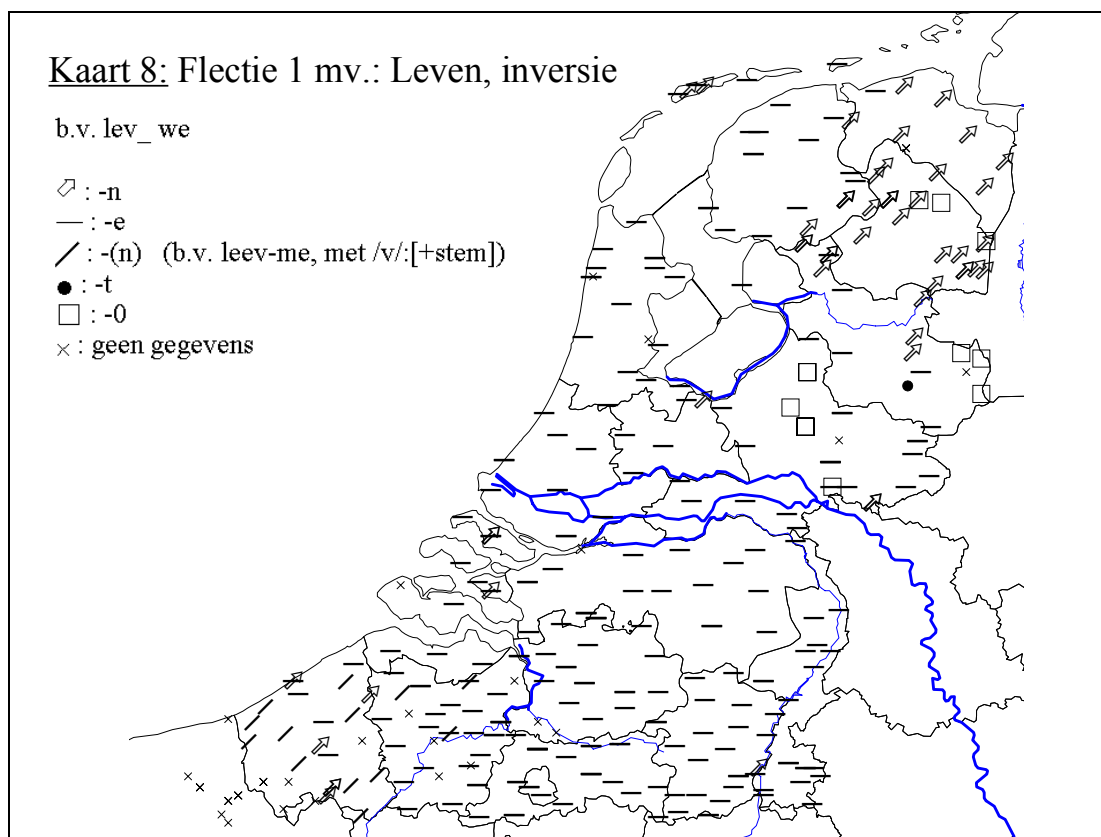 Kaart 8: Flectie 1 mv.: Leven, inversie
b.v. lev_ we
: -n
: -e
: -(n) (b.v. leev-me, met /v/:[+stem])
: -t
: -0
: geen gegevens